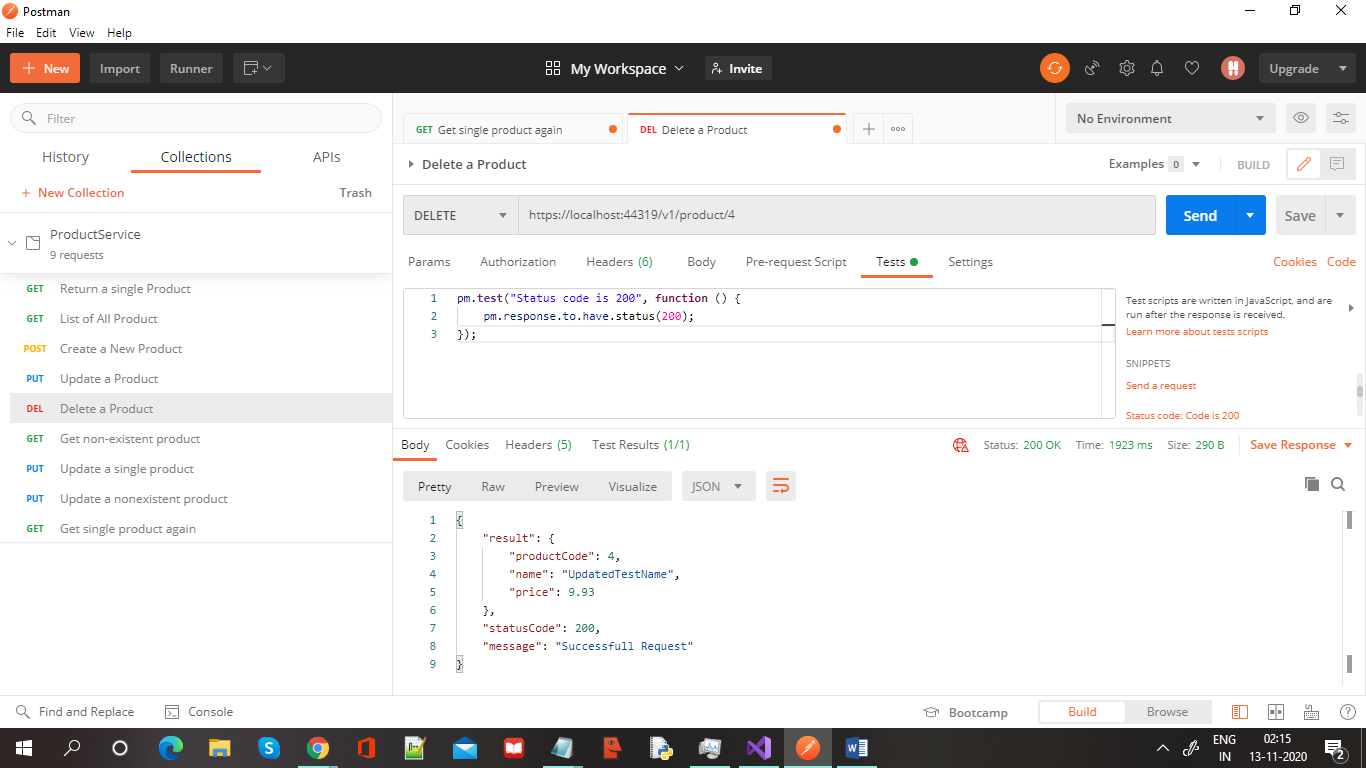 Postman
File Edit View Help
New Import Runner My Workspace Invite Upgrade
Filter
History Collections APIs
New Collection Trash
ProductService
9 requests
GET Return a single Product
GET List of All Product
POST Create a New Product
PUT Update a Product
DEL Delete a Product
GET Get non-existent product
PUT Update a single product
PUT Update a nonexistent product
GET Get single product again
GET Get single product again DEL Delete a Product No Environment
Delete a Product Examples 0 BUILD
DELETE https://localhost:44319/v1/product/4 Send Save
Params Authorization Headers (6) Body Pre-request Script Tests Settings Cookies Code
1 pm.test("Status code is 200", function () {
2 pm.response.to.have.status(200);
3 });
Test scripts are written in JavaScript, and are
run after the response is received.
Learn more about tests scripts
SNIPPETS
Send a request
Status code: Code is 200
Body Cookies Headers (5) Test Results (1/1) Status: 200 OK Time: 1923 ms Size: 290 B Save Response
Pretty Raw Preview Visualize JSON
1 {
2 "result": {
3 "productCode": 4,
4 "name": "UpdatedTestName",
5 "price": 9.93
6 },
7 "statusCode": 200,
8 "message": "Successfull Request"
9 }
Find and Replace Console Bootcamp Build Browse
ENG 02:15
IN 13-11-2020 2